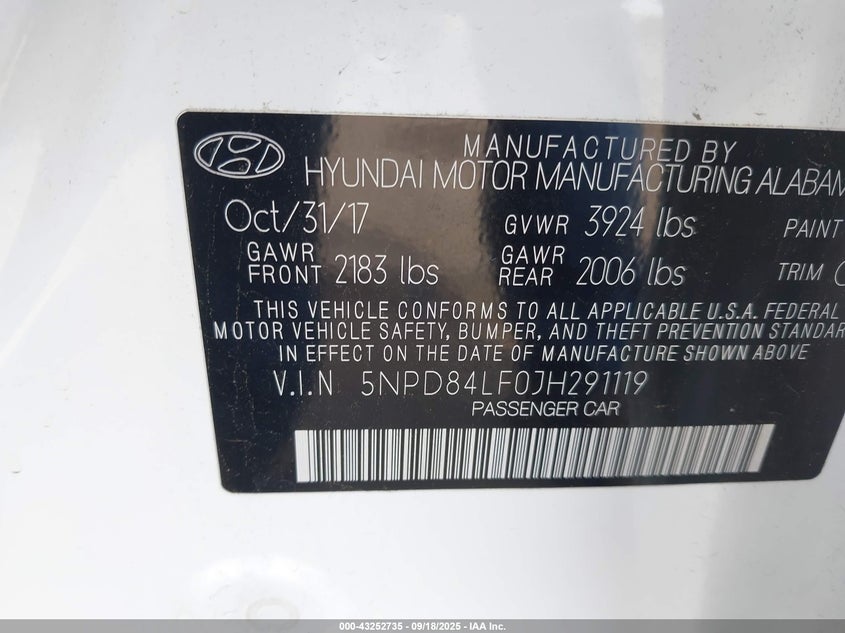 MANUFACTURED BY
HYUNDAI MOTOR MANUFACTURING ALABAM
Oct/31/17 GVWR 3924 lbs PAINT
GAWR FRONT 2183 lbs GAWR REAR 2006 lbs TRIM
THIS VEHICLE CONFORMS TO ALL APPLICABLE U.S.A. FEDERAL
MOTOR VEHICLE SAFETY, BUMPER, AND THEFT PREVENTION STANDAR
IN EFFECT ON THE DATE OF MANUFACTURE SHOWN ABOVE
V.I.N 5NPD84LF0JH291119
PASSENGER CAR
000-43252735 - 09/18/2025 - IAA Inc.